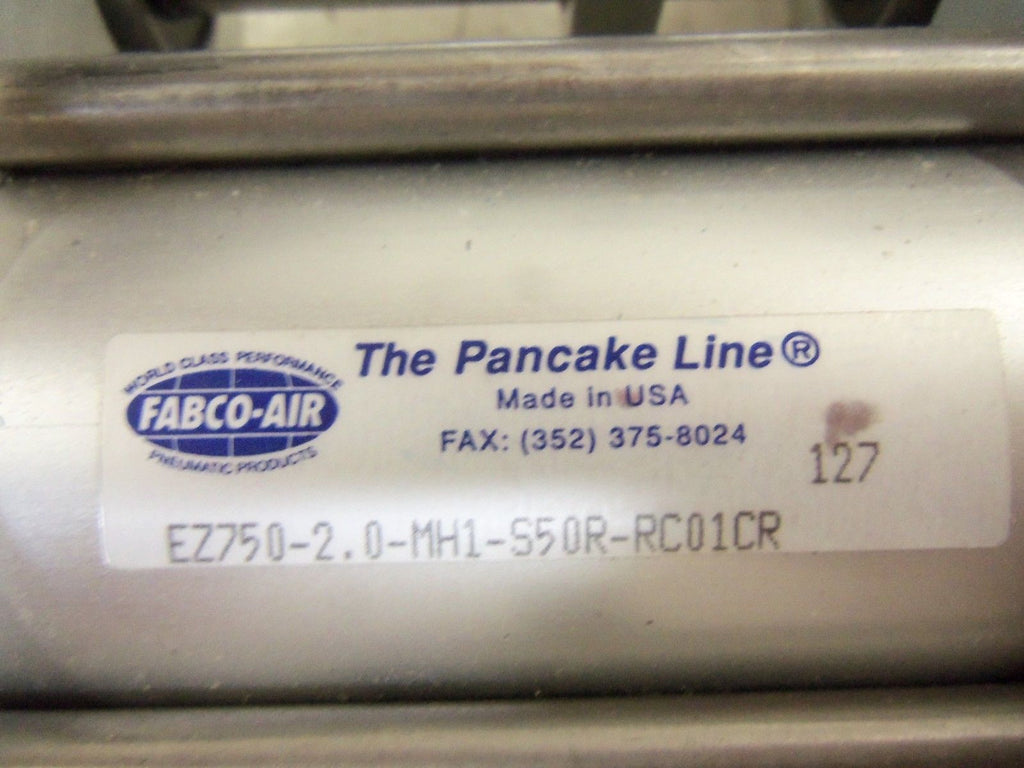 WORLD CLASS PERFORMANCE
FABCO-AIR
PNEUMATIC PRODUCTS
The Pancake Line®
Made in USA
FAX: (352) 375-8024
127
EZ750-2.0-MH1-S50R-RC01CR